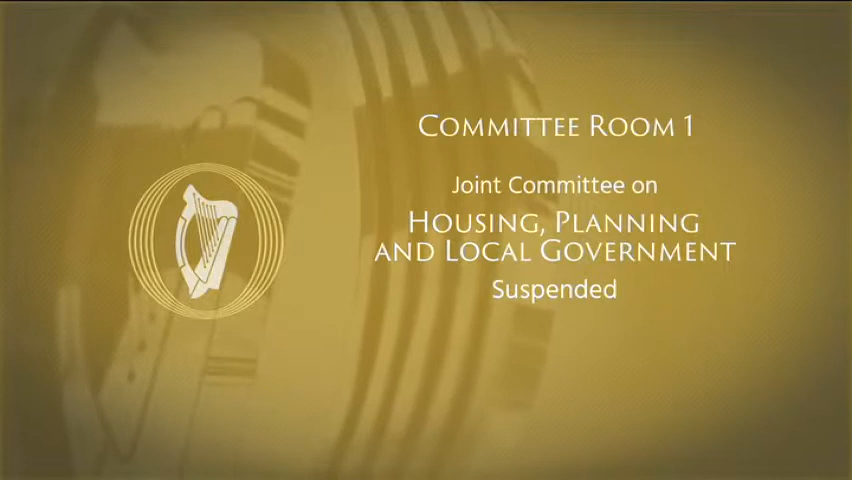 Committee Room 1
Joint Committee on
Housing, Planning
and Local Government
Suspended